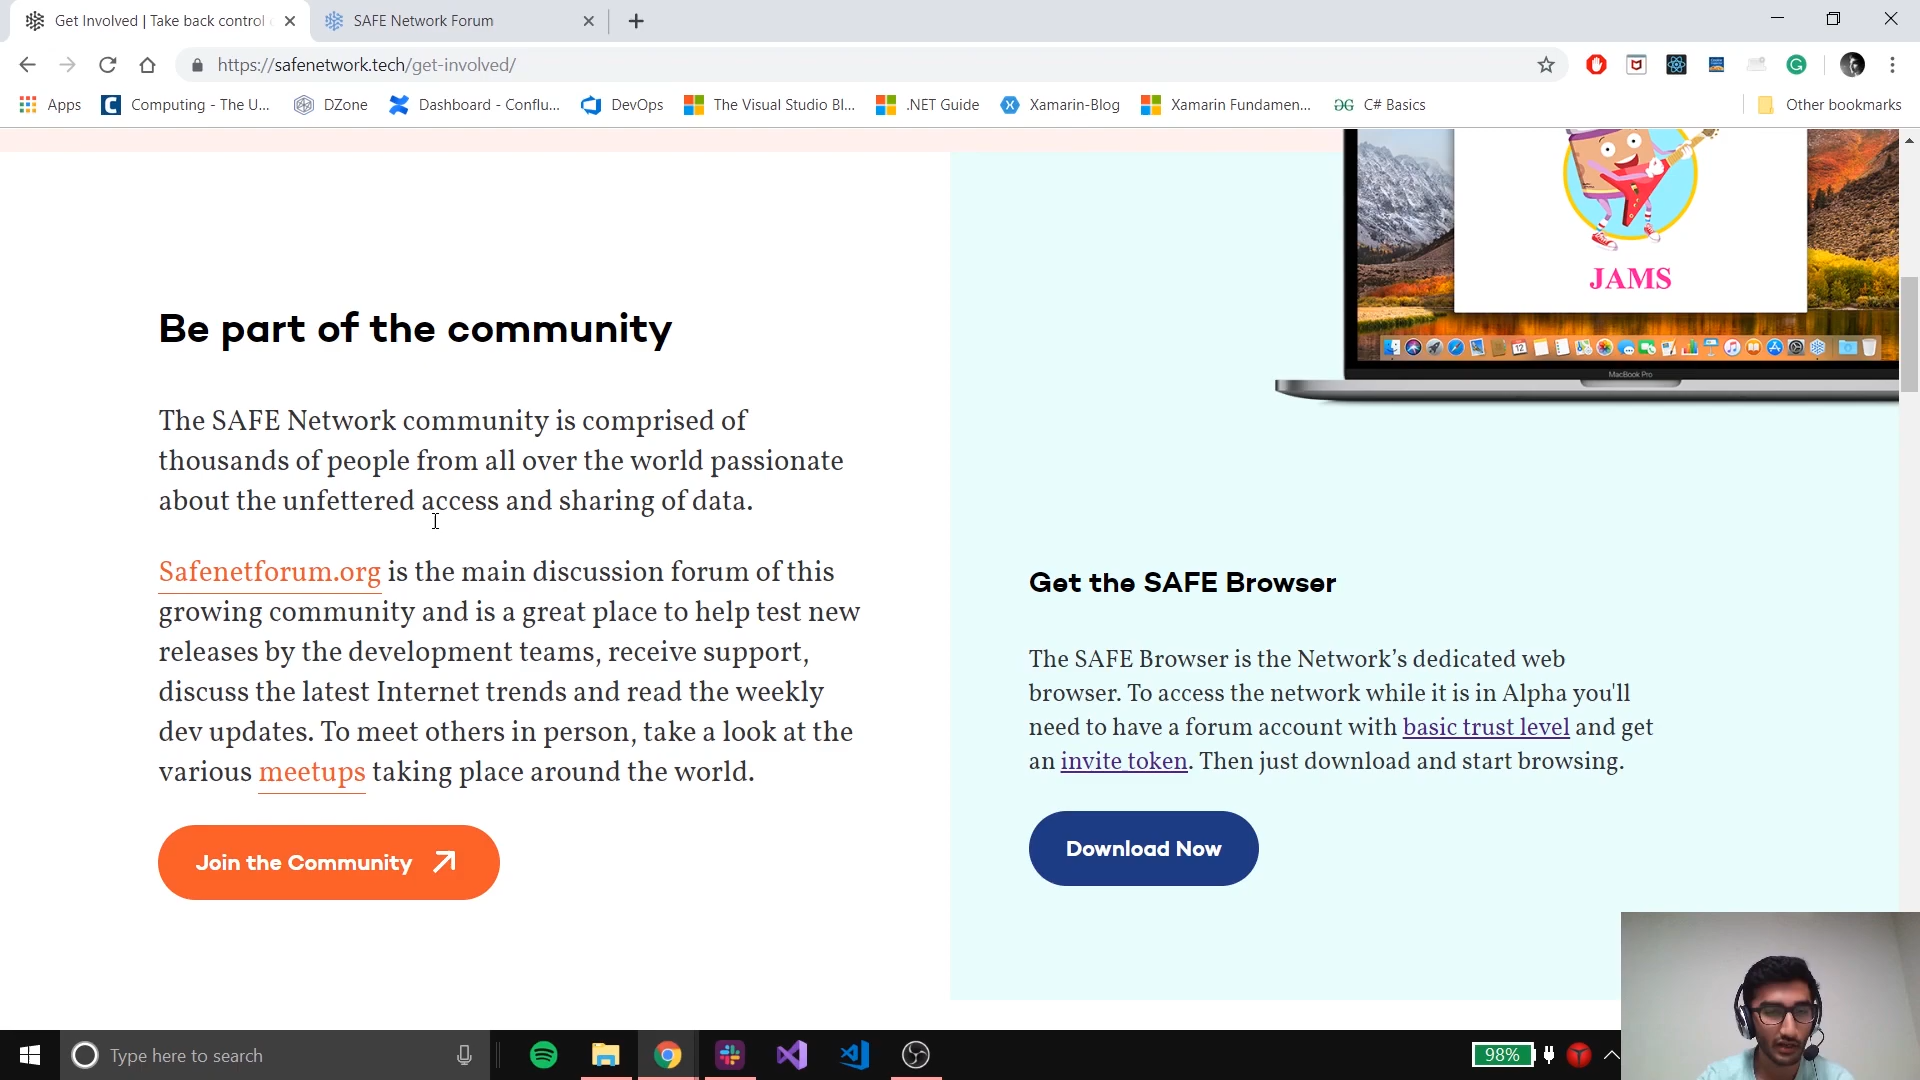 Get Involved | Take back control
SAFE Network Forum
https://safenetwork.tech/get-involved/
Apps
Computing - The U...
DZone
Dashboard - Conflu...
DevOps
The Visual Studio Bl...
.NET Guide
Xamarin-Blog
Xamarin Fundamen...
C# Basics
Other bookmarks
JAMS
MacBook Pro
Be part of the community
The SAFE Network community is comprised of
thousands of people from all over the world passionate
about the unfettered access and sharing of data.
Safenetforum.org is the main discussion forum of this
growing community and is a great place to help test new
releases by the development teams, receive support,
discuss the latest Internet trends and read the weekly
dev updates. To meet others in person, take a look at the
various meetups taking place around the world.
Join the Community
Get the SAFE Browser
The SAFE Browser is the Network’s dedicated web
browser. To access the network while it is in Alpha you'll
need to have a forum account with basic trust level and get
an invite token. Then just download and start browsing.
Download Now
Type here to search
98%